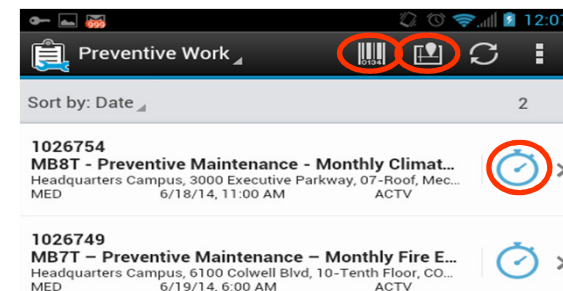 999 12:07
Preventive Work 0104
Sort by: Date 2
1026754
MB8T - Preventive Maintenance - Monthly Climat...
Headquarters Campus, 3000 Executive Parkway, 07-Roof, Mec...
MED 6/18/14, 11:00 AM ACTV
1026749
MB7T – Preventive Maintenance – Monthly Fire E...
Headquarters Campus, 6100 Colwell Blvd, 10-Tenth Floor, CO...
MED 6/19/14, 6:00 AM ACTV